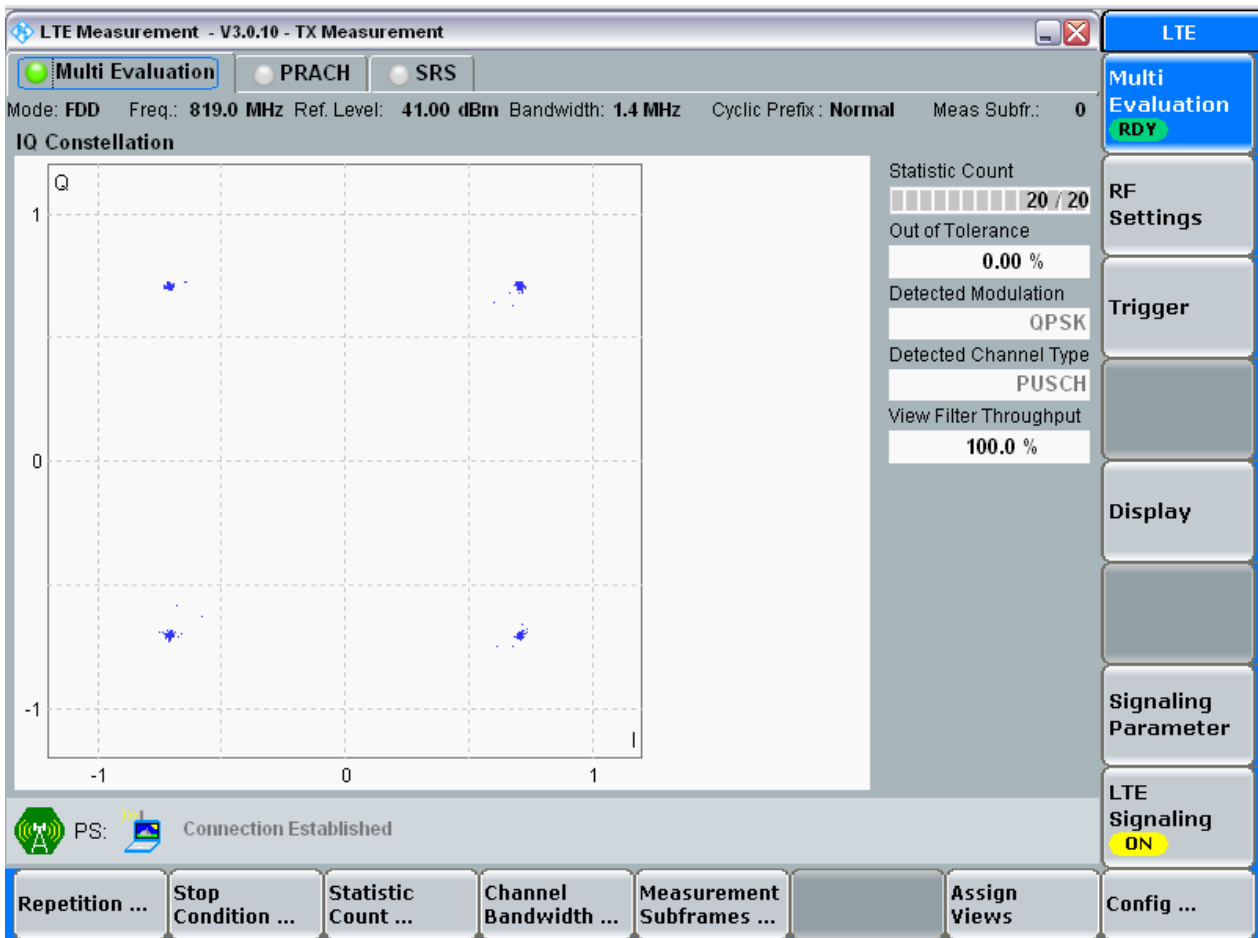 LTE Measurement - V3.0.10 - TX Measurement
LTE
Multi Evaluation PRACH SRS
Multi
Evaluation
RDY
Mode: FDD Freq.: 819.0 MHz Ref. Level: 41.00 dBm Bandwidth: 1.4 MHz Cyclic Prefix : Normal Meas Subfr.: 0
IQ Constellation
Q
1
0
-1
-1 0 1
I
Statistic Count
20 / 20
Out of Tolerance
0.00 %
Detected Modulation
QPSK
Detected Channel Type
PUSCH
View Filter Throughput
100.0 %
RF
Settings
Trigger
Display
Signaling
Parameter
LTE
Signaling
ON
PS: Connection Established
Repetition ...
Stop
Condition ...
Statistic
Count ...
Channel
Bandwidth ...
Measurement
Subframes ...
Assign
Views
Config ...